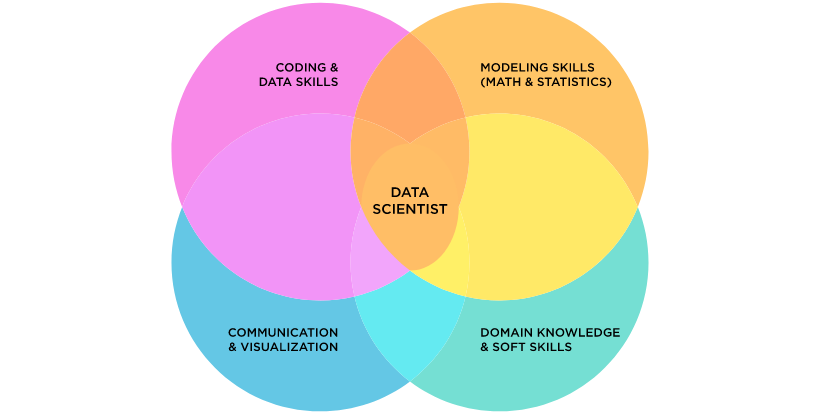 CODING &
DATA SKILLS
MODELING SKILLS
(MATH & STATISTICS)
DATA
SCIENTIST
COMMUNICATION
& VISUALIZATION
DOMAIN KNOWLEDGE
& SOFT SKILLS